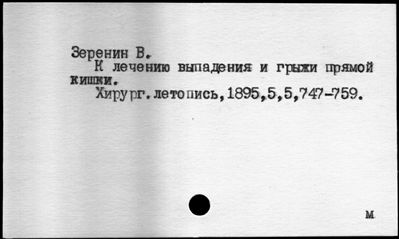 Зеренин В.
К лечению выпадения и грыжи прямой
кишки.
Хирург.летопись,1895,5,5,747-759.
м